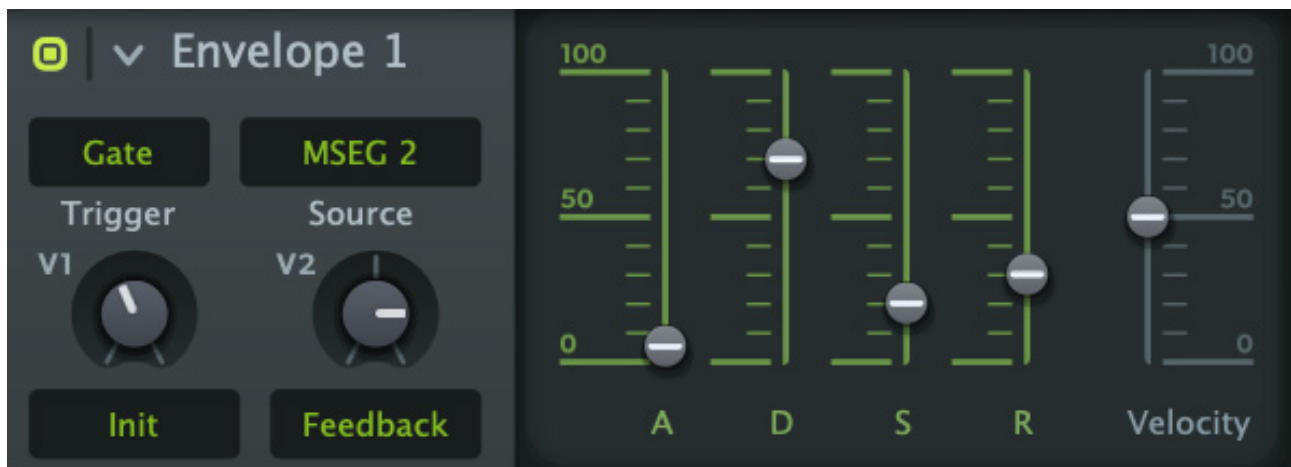 Envelope 1
Gate MSEG 2
Trigger Source
V1 V2
Init Feedback
100 100
50 50
0 0
A D S R Velocity